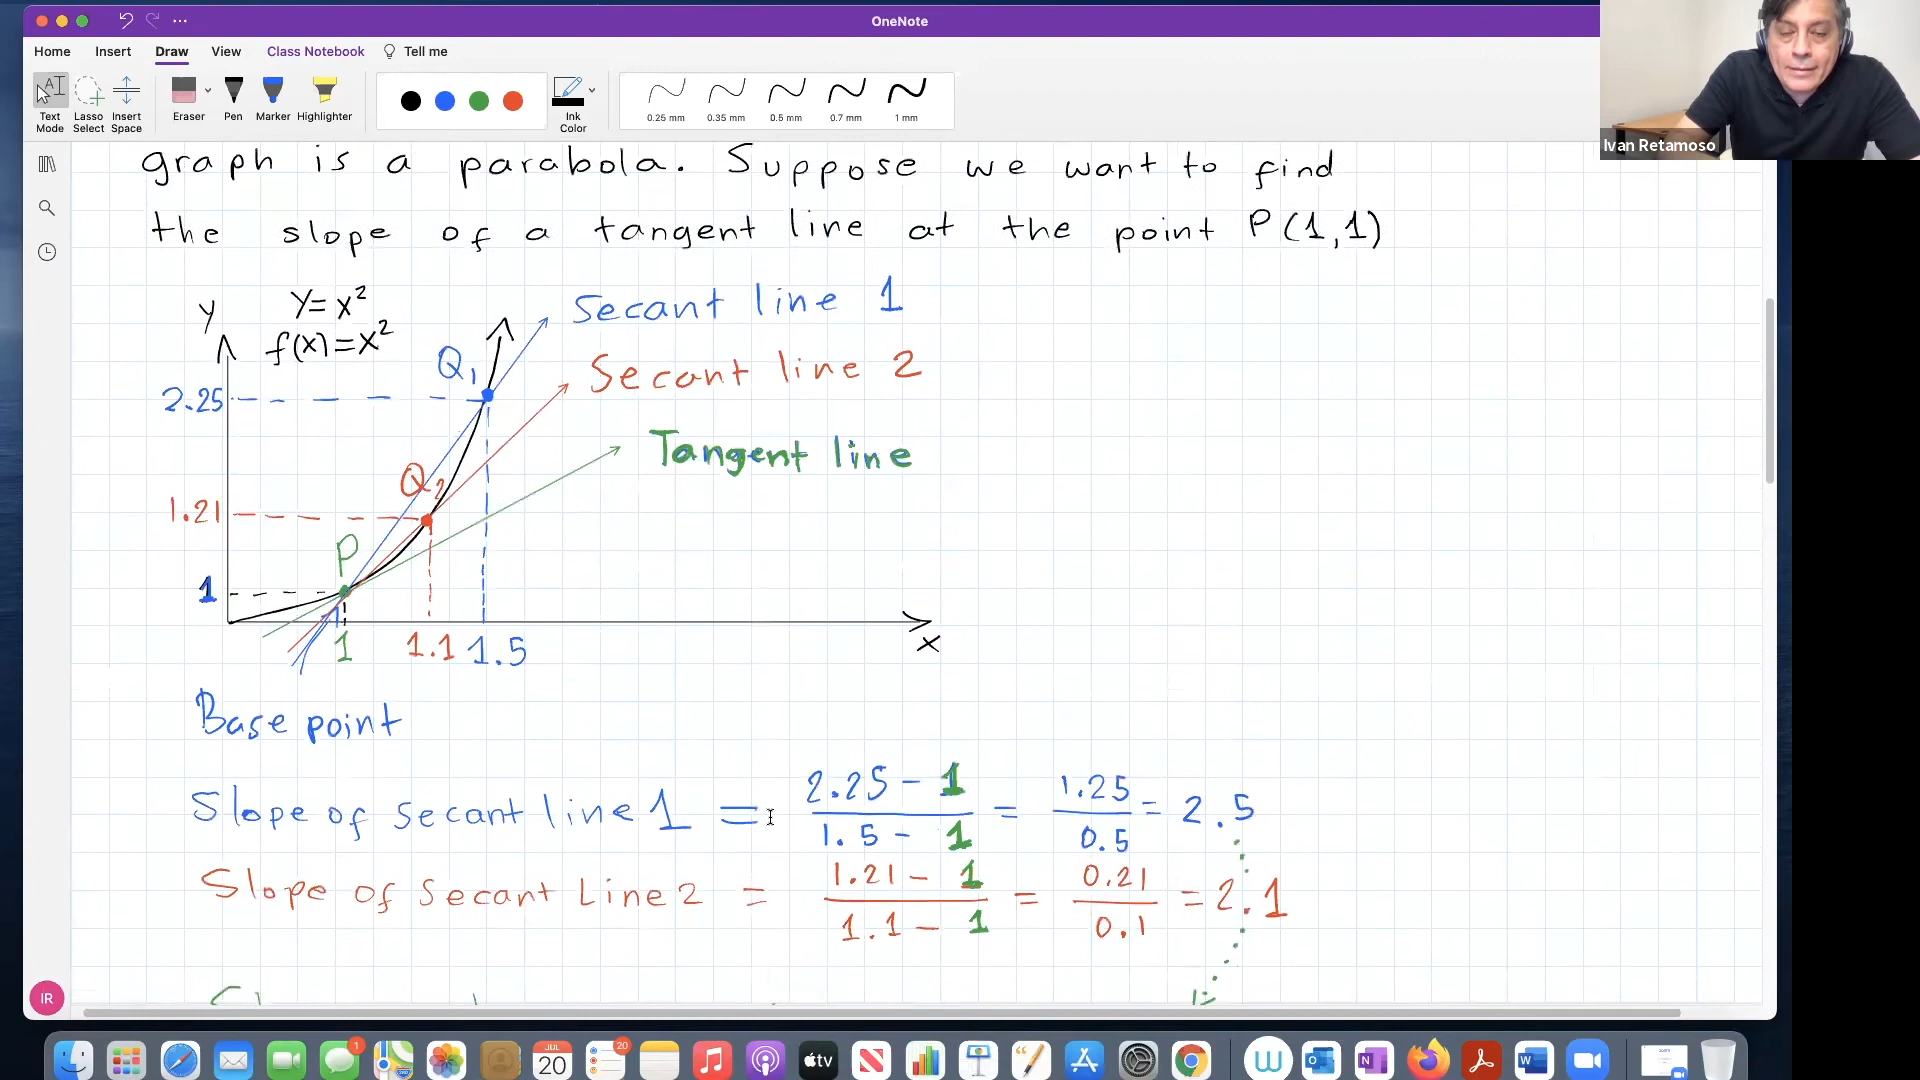 OneNote
Home Insert Draw View Class Notebook Tell me
Text Mode Lasso Select Insert Space Eraser Pen Marker Highlighter Ink Color 0.25 mm 0.35 mm 0.5 mm 0.7 mm 1 mm
Ivan Retamoso
graph is a parabola. Suppose we want to find
the slope of a tangent line at the point P(1,1)
y Y=x² Secant line 1
f(x)=x²
Q₁ Secant line 2
2.25
Tangent line
Q₂
1.21
P
1
1 1.1 1.5 x
Base point
Slope of Secant line 1 = (2.25 - 1)/(1.5 - 1) = 1.25/0.5 = 2.5
Slope of Secant Line 2 = (1.21 - 1)/(1.1 - 1) = 0.21/0.1 = 2.1
IR
1 JUL 20 20 tv W N W